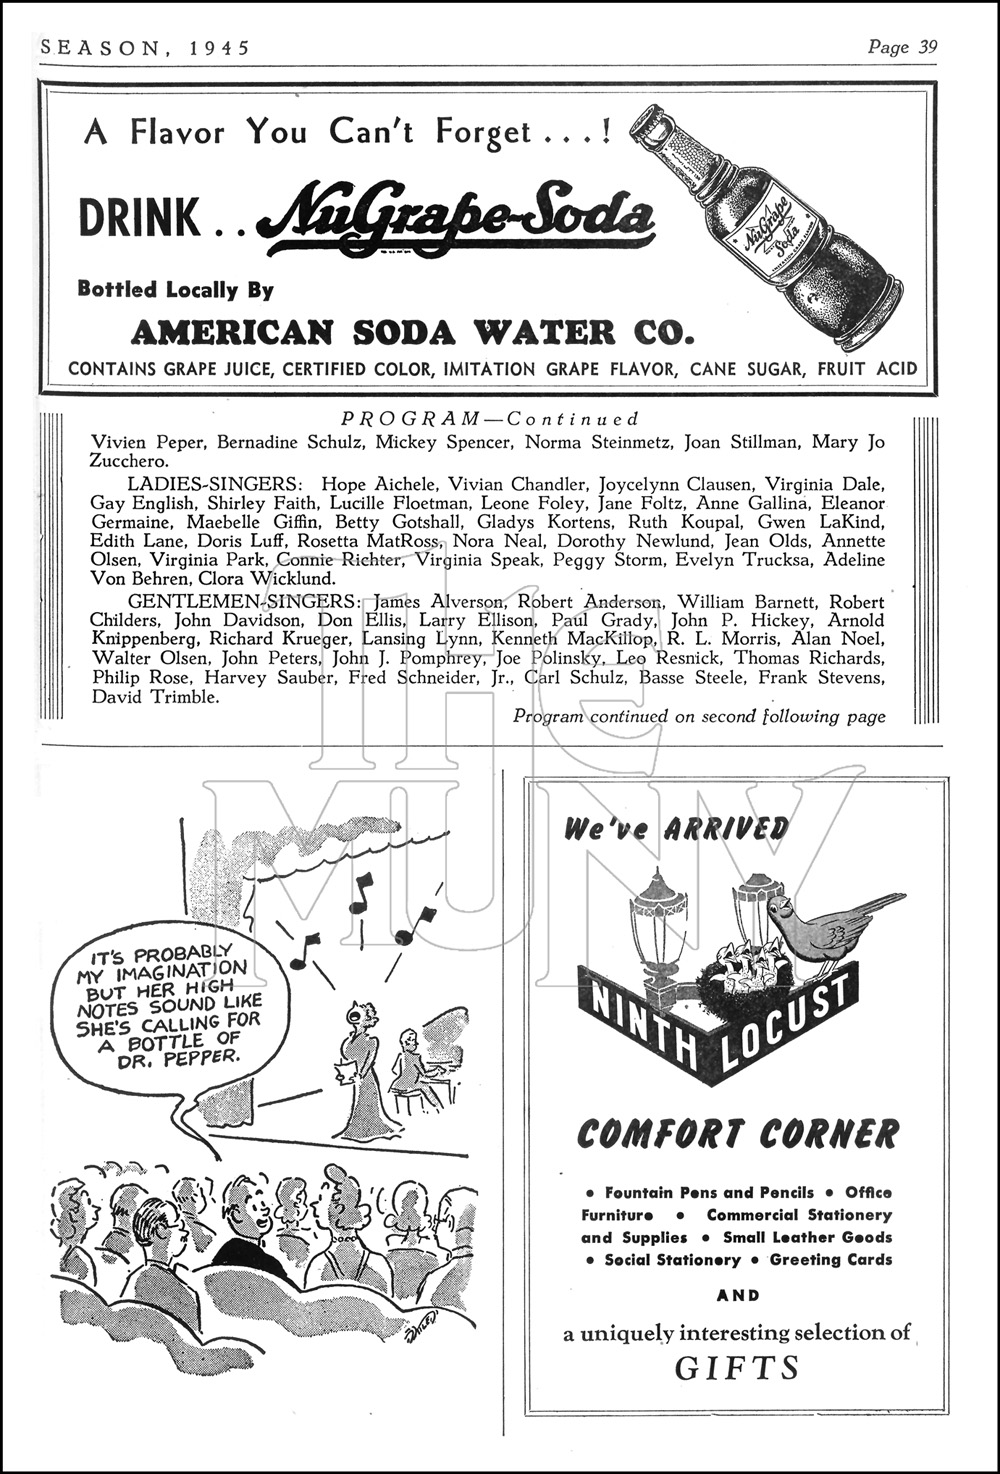 SEASON, 1945
Page 39
A Flavor You Can't Forget...!
DRINK.. NuGrape-Soda
NuGrape
Soda
Bottled Locally By
AMERICAN SODA WATER CO.
CONTAINS GRAPE JUICE, CERTIFIED COLOR, IMITATION GRAPE FLAVOR, CANE SUGAR, FRUIT ACID
PROGRAM—Continued
Vivien Peper, Bernadine Schulz, Mickey Spencer, Norma Steinmetz, Joan Stillman, Mary Jo
Zucchero.
LADIES-SINGERS: Hope Aichele, Vivian Chandler, Joycelynn Clausen, Virginia Dale,
Gay English, Shirley Faith, Lucille Floetman, Leone Foley, Jane Foltz, Anne Gallina, Eleanor
Germaine, Maebelle Giffin, Betty Gotshall, Gladys Kortens, Ruth Koupal, Gwen LaKind,
Edith Lane, Doris Luff, Rosetta MatRoss, Nora Neal, Dorothy Newlund, Jean Olds, Annette
Olsen, Virginia Park, Connie Richter, Virginia Speak, Peggy Storm, Evelyn Trucksa, Adeline
Von Behren, Clora Wicklund.
GENTLEMEN-SINGERS: James Alverson, Robert Anderson, William Barnett, Robert
Childers, John Davidson, Don Ellis, Larry Ellison, Paul Grady, John P. Hickey, Arnold
Knippenberg, Richard Krueger, Lansing Lynn, Kenneth MacKillop, R. L. Morris, Alan Noel,
Walter Olsen, John Peters, John J. Pomphrey, Joe Polinsky, Leo Resnick, Thomas Richards,
Philip Rose, Harvey Sauber, Fred Schneider, Jr., Carl Schulz, Basse Steele, Frank Stevens,
David Trimble.
Program continued on second following page
The
MUNY
IT'S PROBABLY
MY IMAGINATION
BUT HER HIGH
NOTES SOUND LIKE
SHE'S CALLING FOR
A BOTTLE OF
DR. PEPPER.
We've ARRIVED
NINTH LOCUST
COMFORT CORNER
• Fountain Pens and Pencils • Office
Furniture • Commercial Stationery
and Supplies • Small Leather Goods
• Social Stationery • Greeting Cards
AND
a uniquely interesting selection of
GIFTS